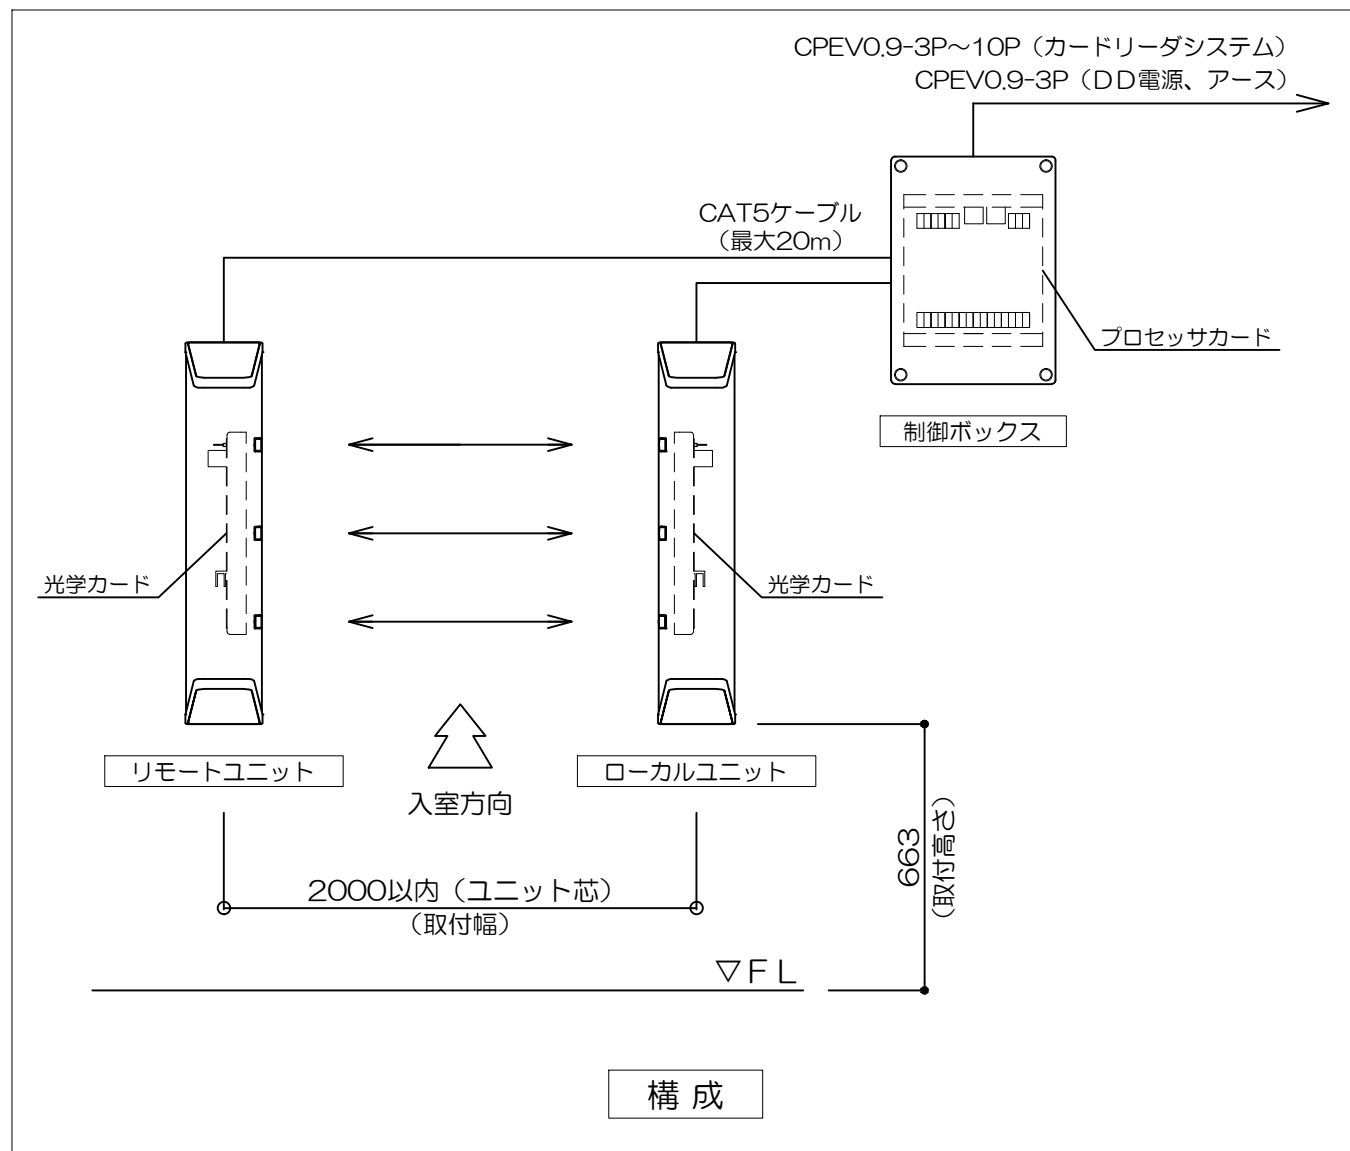 CPEV0.9-3P～10P（カードリーダシステム）
CPEV0.9-3P（ＤＤ電源、アース）
CAT5ケーブル
（最大20m）
プロセッサカード
制御ボックス
光学カード
光学カード
リモートユニット
ローカルユニット
入室方向
663
（取付高さ）
2000以内（ユニット芯）
（取付幅）
▽ＦＬ
構 成